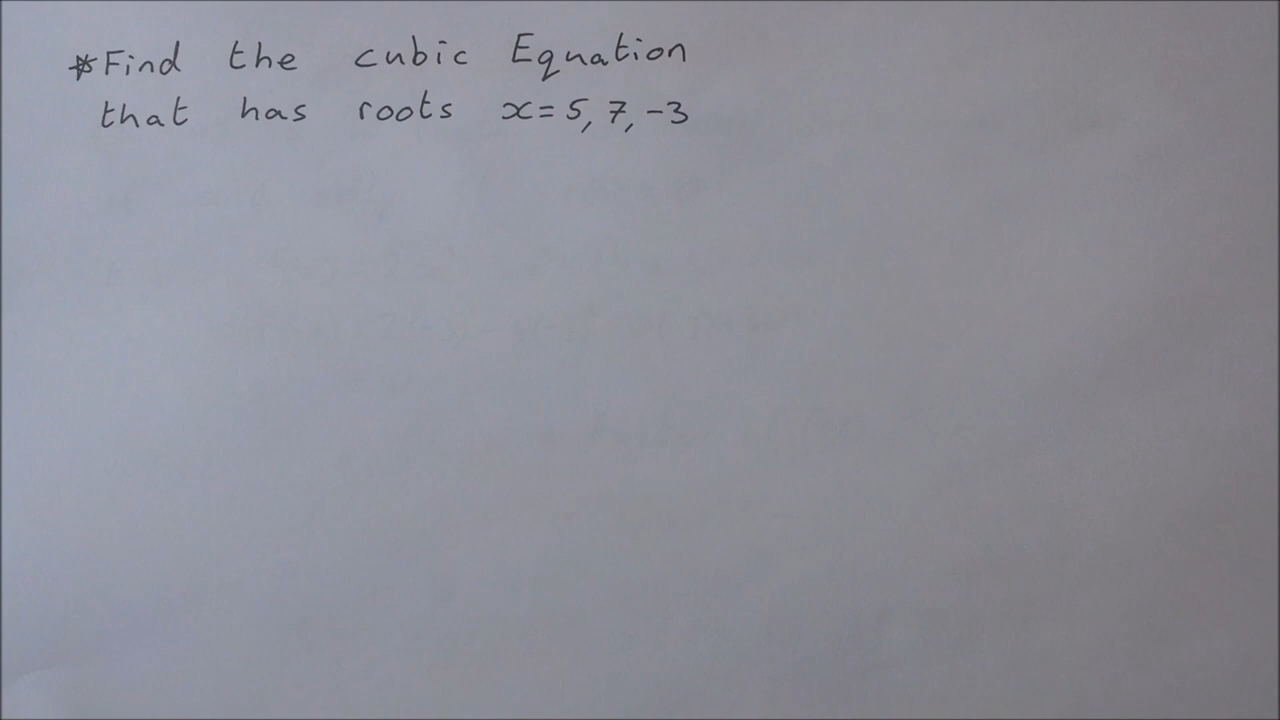 *Find the cubic Equation
that has roots x=5, 7, -3